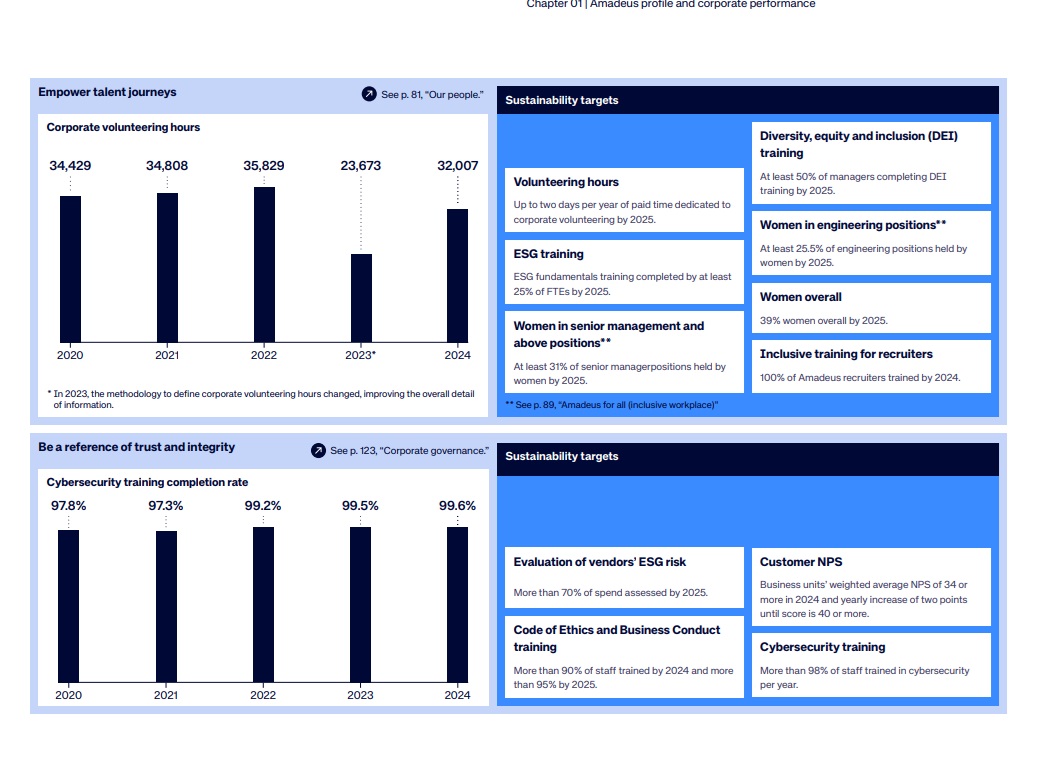 Chapter 01 | Amadeus profile and corporate performance
Empower talent journeys
See p. 81, “Our people.”
Corporate volunteering hours
34,429
34,808
35,829
23,673
32,007
2020
2021
2022
2023*
2024
* In 2023, the methodology to define corporate volunteering hours changed, improving the overall detail
of information.
Sustainability targets
Volunteering hours
Up to two days per year of paid time dedicated to
corporate volunteering by 2025.
ESG training
ESG fundamentals training completed by at least
25% of FTEs by 2025.
Women in senior management and
above positions**
At least 31% of senior managerpositions held by
women by 2025.
Diversity, equity and inclusion (DEI)
training
At least 50% of managers completing DEI
training by 2025.
Women in engineering positions**
At least 25.5% of engineering positions held by
women by 2025.
Women overall
39% women overall by 2025.
Inclusive training for recruiters
100% of Amadeus recruiters trained by 2024.
** See p. 89, “Amadeus for all (inclusive workplace)”
Be a reference of trust and integrity
See p. 123, “Corporate governance.”
Cybersecurity training completion rate
97.8%
97.3%
99.2%
99.5%
99.6%
2020
2021
2022
2023
2024
Sustainability targets
Evaluation of vendors’ ESG risk
More than 70% of spend assessed by 2025.
Code of Ethics and Business Conduct
training
More than 90% of staff trained by 2024 and more
than 95% by 2025.
Customer NPS
Business units’ weighted average NPS of 34 or
more in 2024 and yearly increase of two points
until score is 40 or more.
Cybersecurity training
More than 98% of staff trained in cybersecurity
per year.